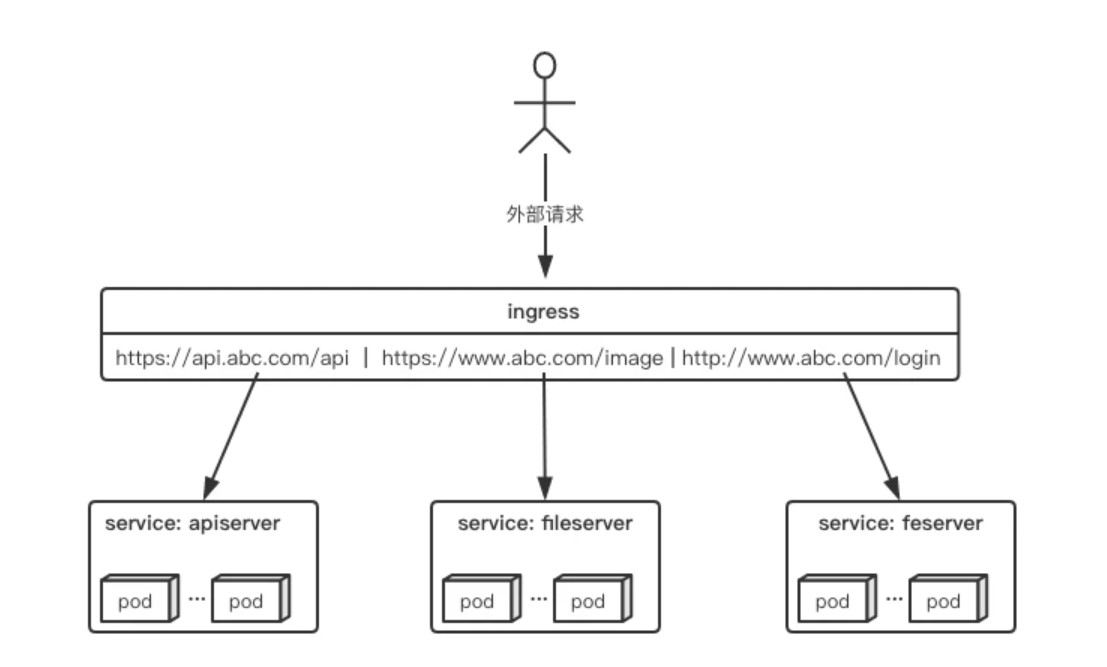 外部请求
ingress
https://api.abc.com/api | https://www.abc.com/image | http://www.abc.com/login
service: apiserver
pod ... pod
service: fileserver
pod ... pod
service: feserver
pod ... pod